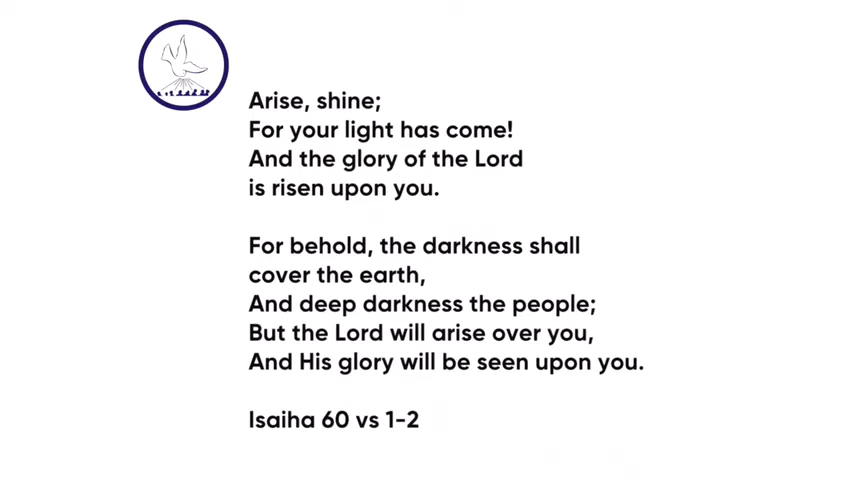 Arise, shine;
For your light has come!
And the glory of the Lord
is risen upon you.
For behold, the darkness shall
cover the earth,
And deep darkness the people;
But the Lord will arise over you,
And His glory will be seen upon you.
Isaiha 60 vs 1-2